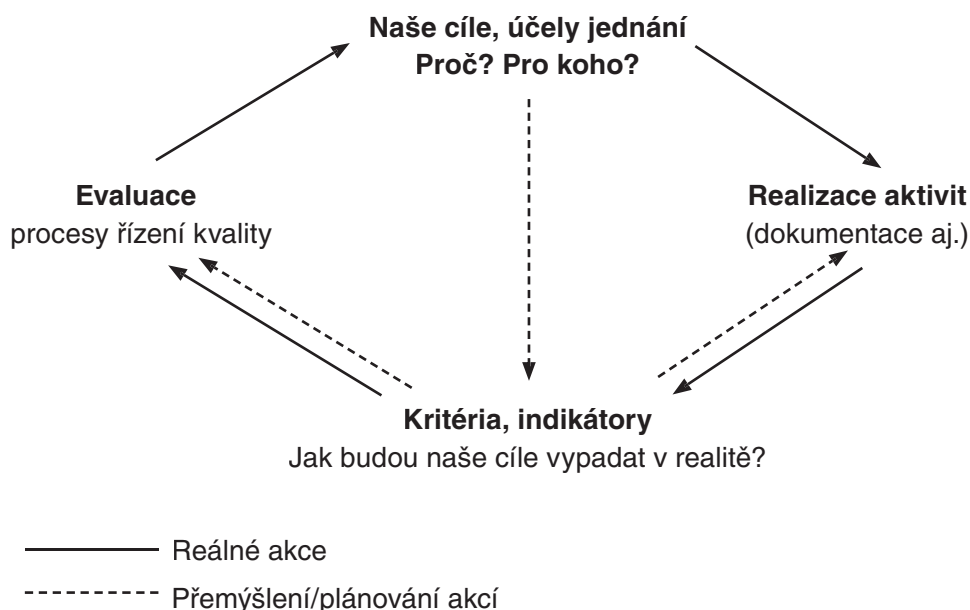 Naše cíle, účely jednání
Proč? Pro koho?
Evaluace
procesy řízení kvality
Realizace aktivit
(dokumentace aj.)
Kritéria, indikátory
Jak budou naše cíle vypadat v realitě?
Reálné akce
Přemýšlení/plánování akcí